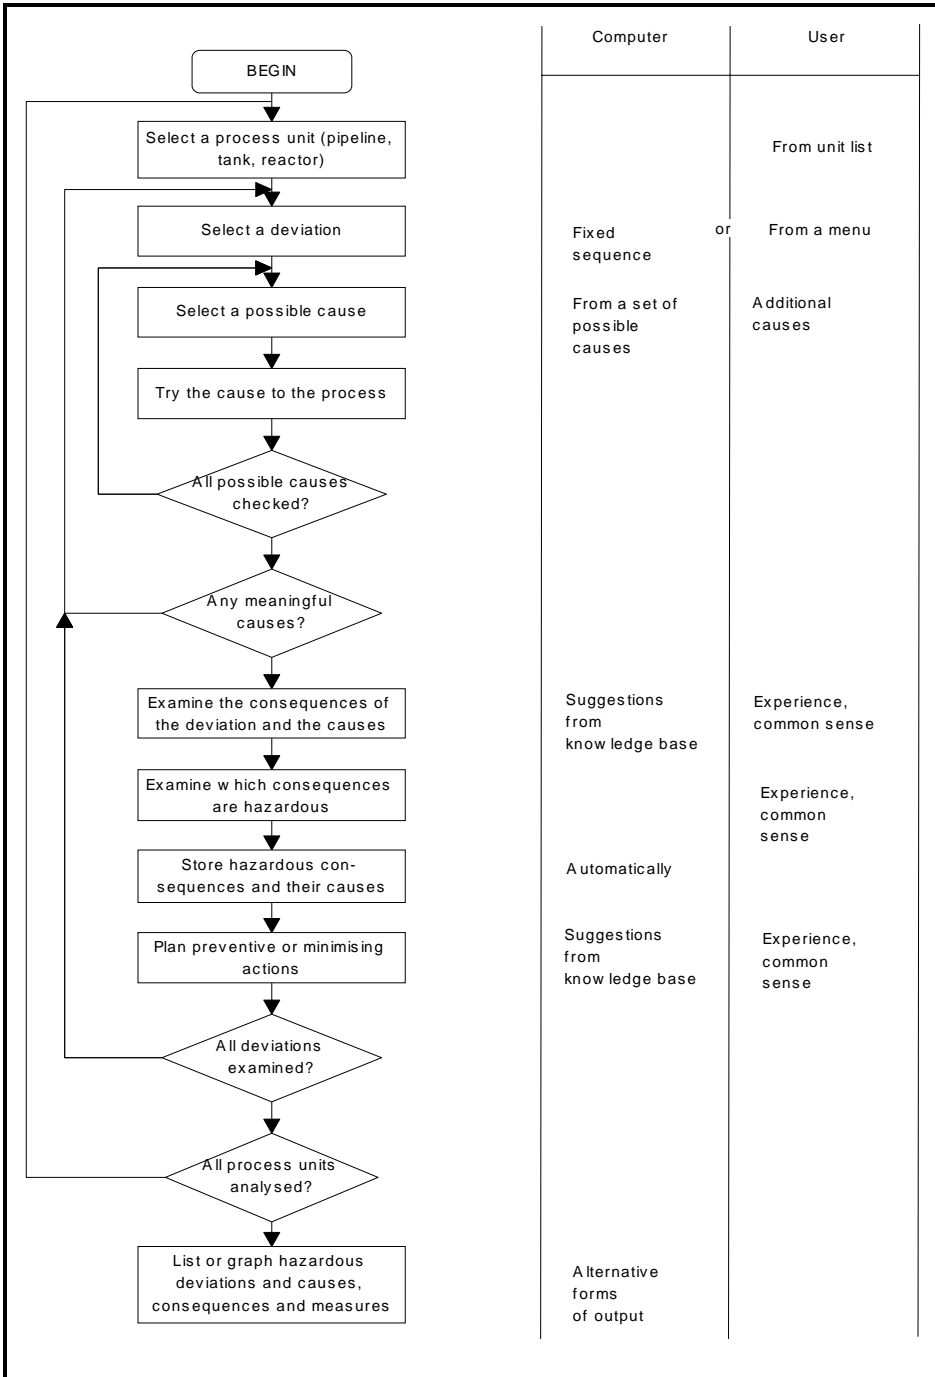 Computer
User
BEGIN
Select a process unit (pipeline,
tank, reactor)
From unit list
Select a deviation
Fixed
sequence
or
From a menu
Select a possible cause
From a set of
possible
causes
Additional
causes
Try the cause to the process
All possible causes
checked?
Any meaningful
causes?
Examine the consequences of
the deviation and the causes
Suggestions
from
knowledge base
Experience,
common sense
Examine which consequences
are hazardous
Experience,
common
sense
Store hazardous con-
sequences and their causes
Automatically
Plan preventive or minimising
actions
Suggestions
from
knowledge base
Experience,
common
sense
All deviations
examined?
All process units
analysed?
List or graph hazardous
deviations and causes,
consequences and measures
Alternative
forms
of output